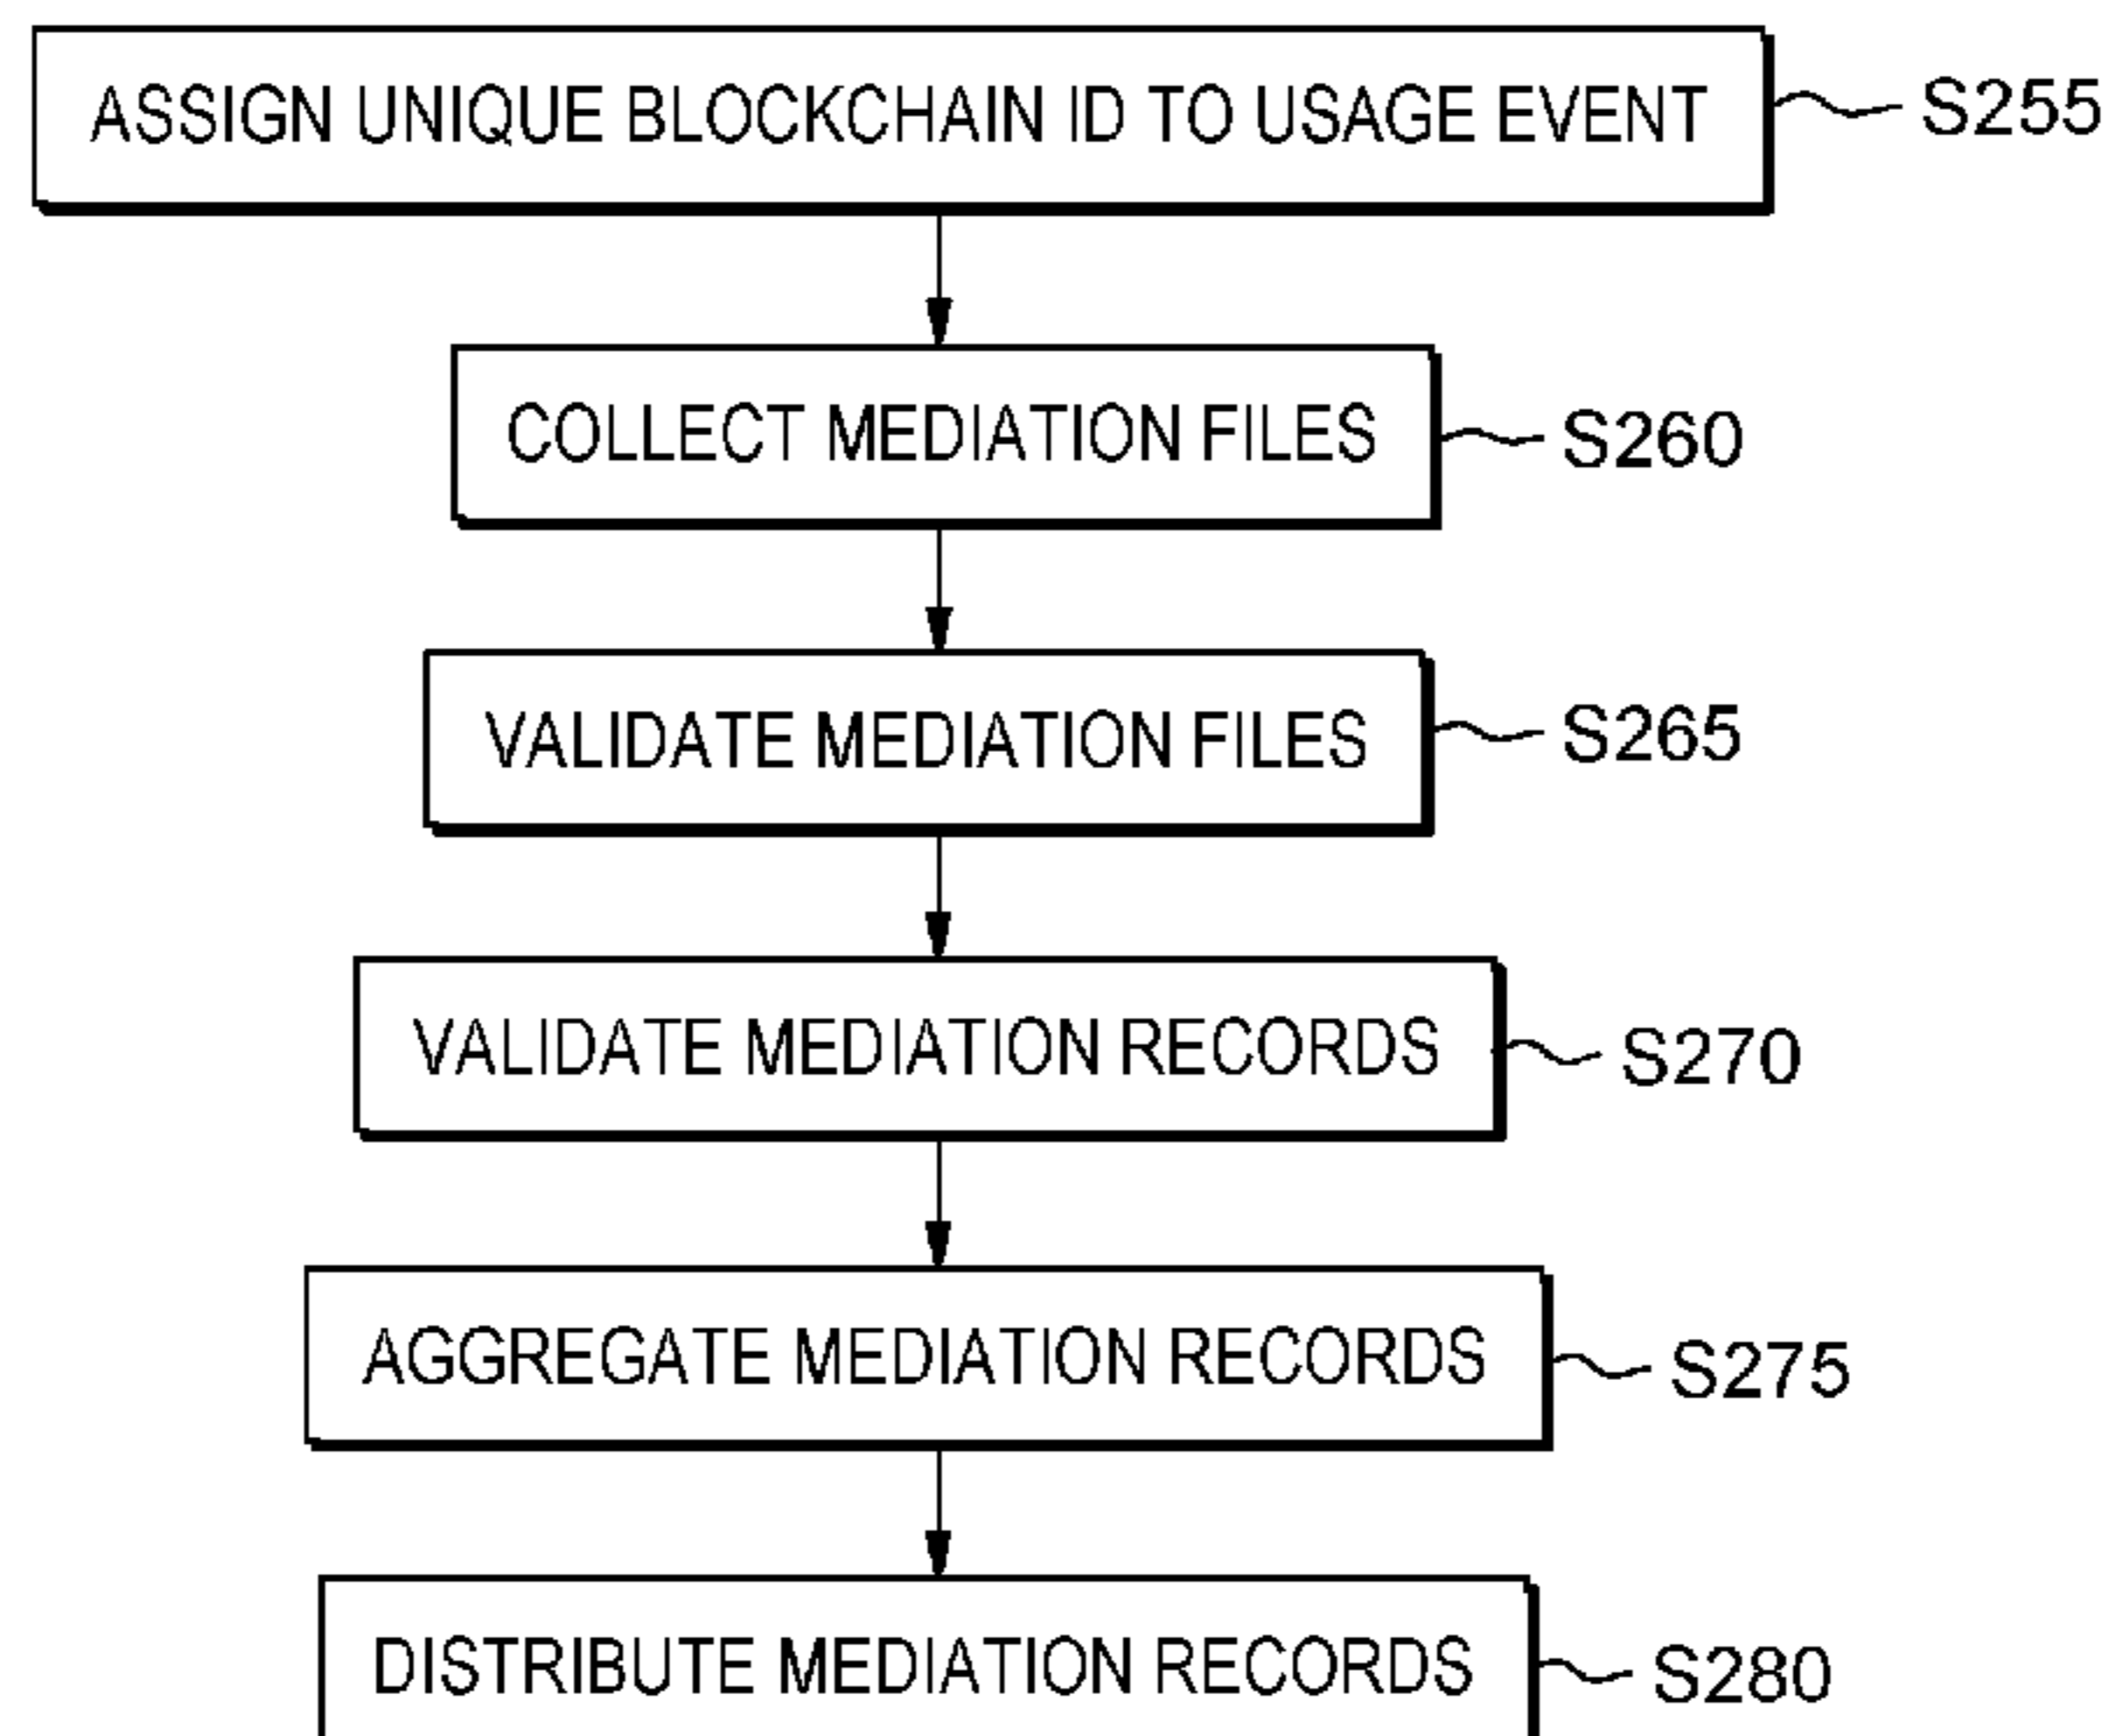 ASSIGN UNIQUE BLOCKCHAIN ID TO USAGE EVENT S255
COLLECT MEDIATION FILES S260
VALIDATE MEDIATION FILES S265
VALIDATE MEDIATION RECORDS S270
AGGREGATE MEDIATION RECORDS S275
DISTRIBUTE MEDIATION RECORDS S280